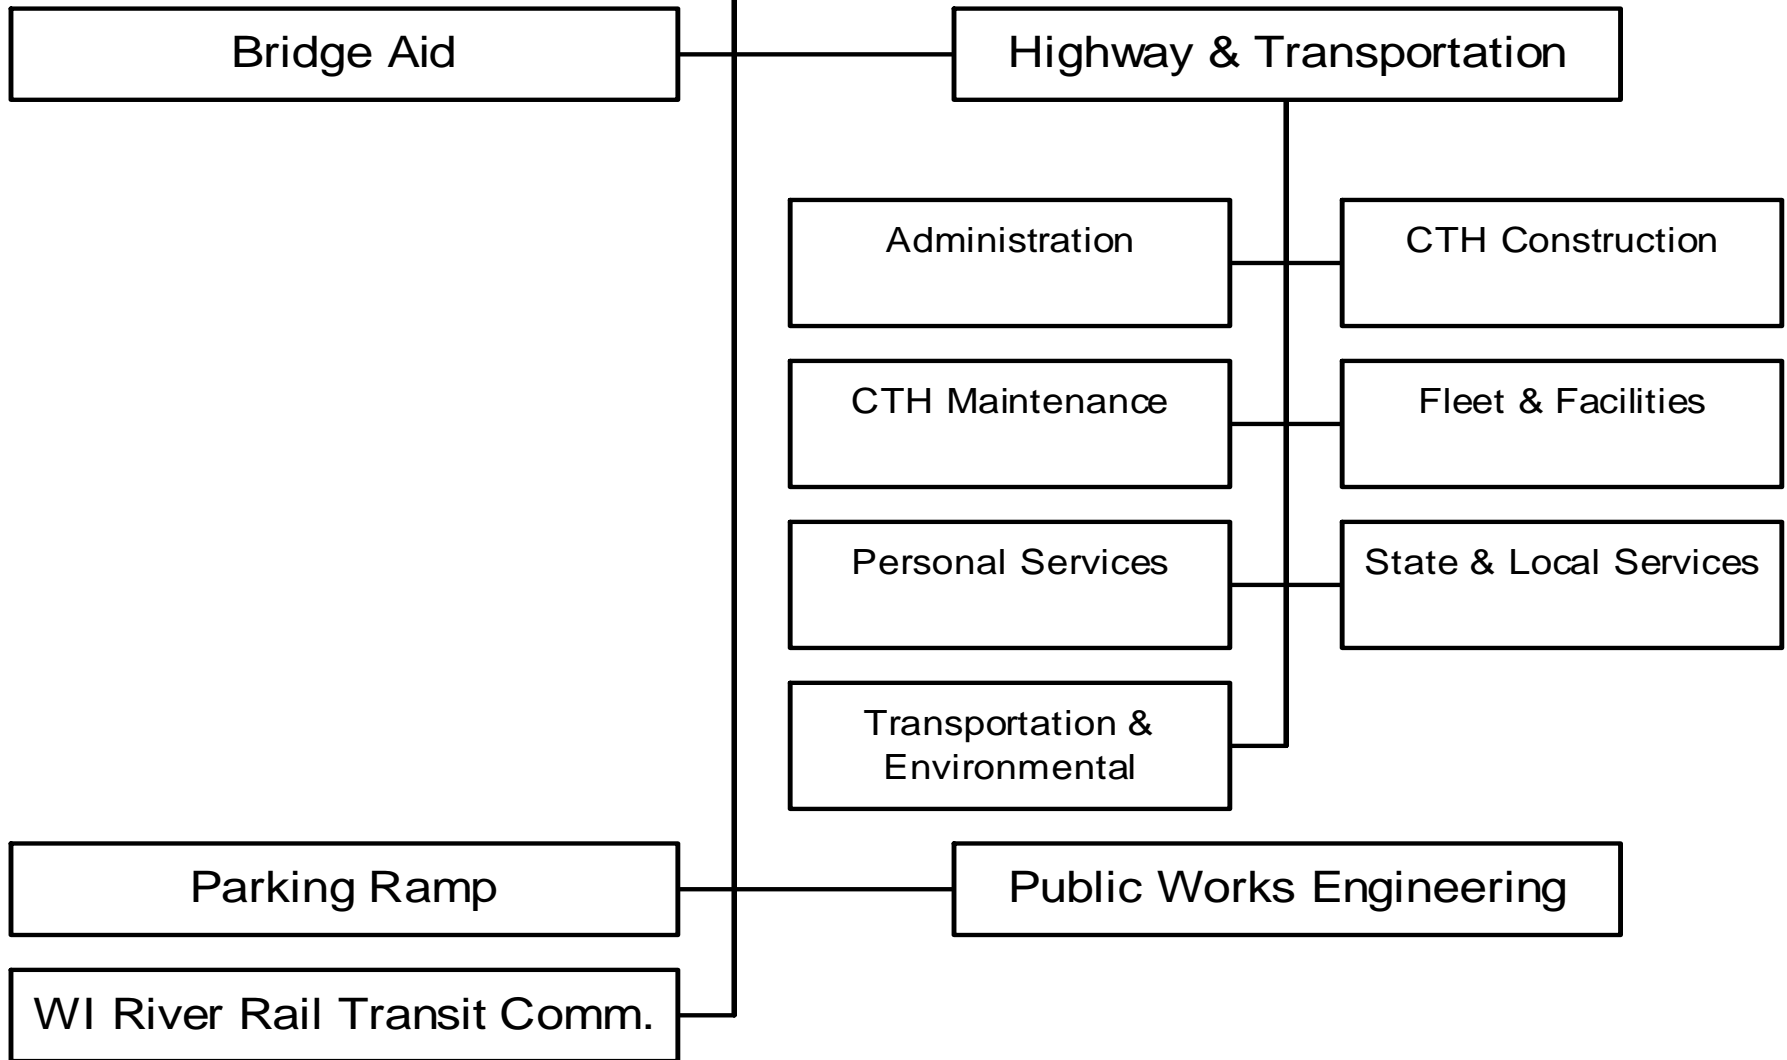 Bridge Aid
Highway & Transportation
Administration
CTH Construction
CTH Maintenance
Fleet & Facilities
Personal Services
State & Local Services
Transportation &
Environmental
Parking Ramp
Public Works Engineering
WI River Rail Transit Comm.